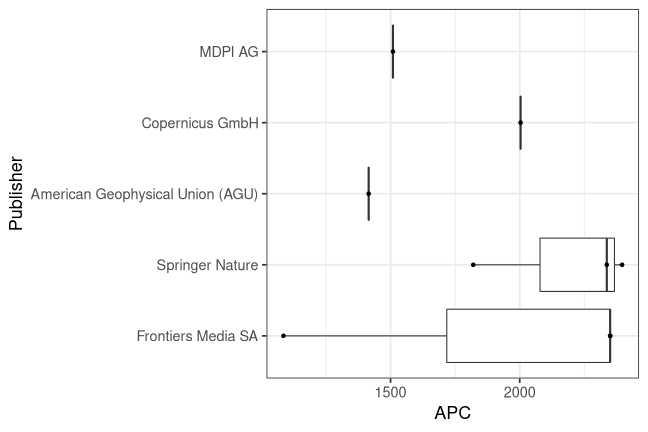 MDPI AG
Copernicus GmbH
American Geophysical Union (AGU)
Springer Nature
Frontiers Media SA
Publisher
1500 2000
APC